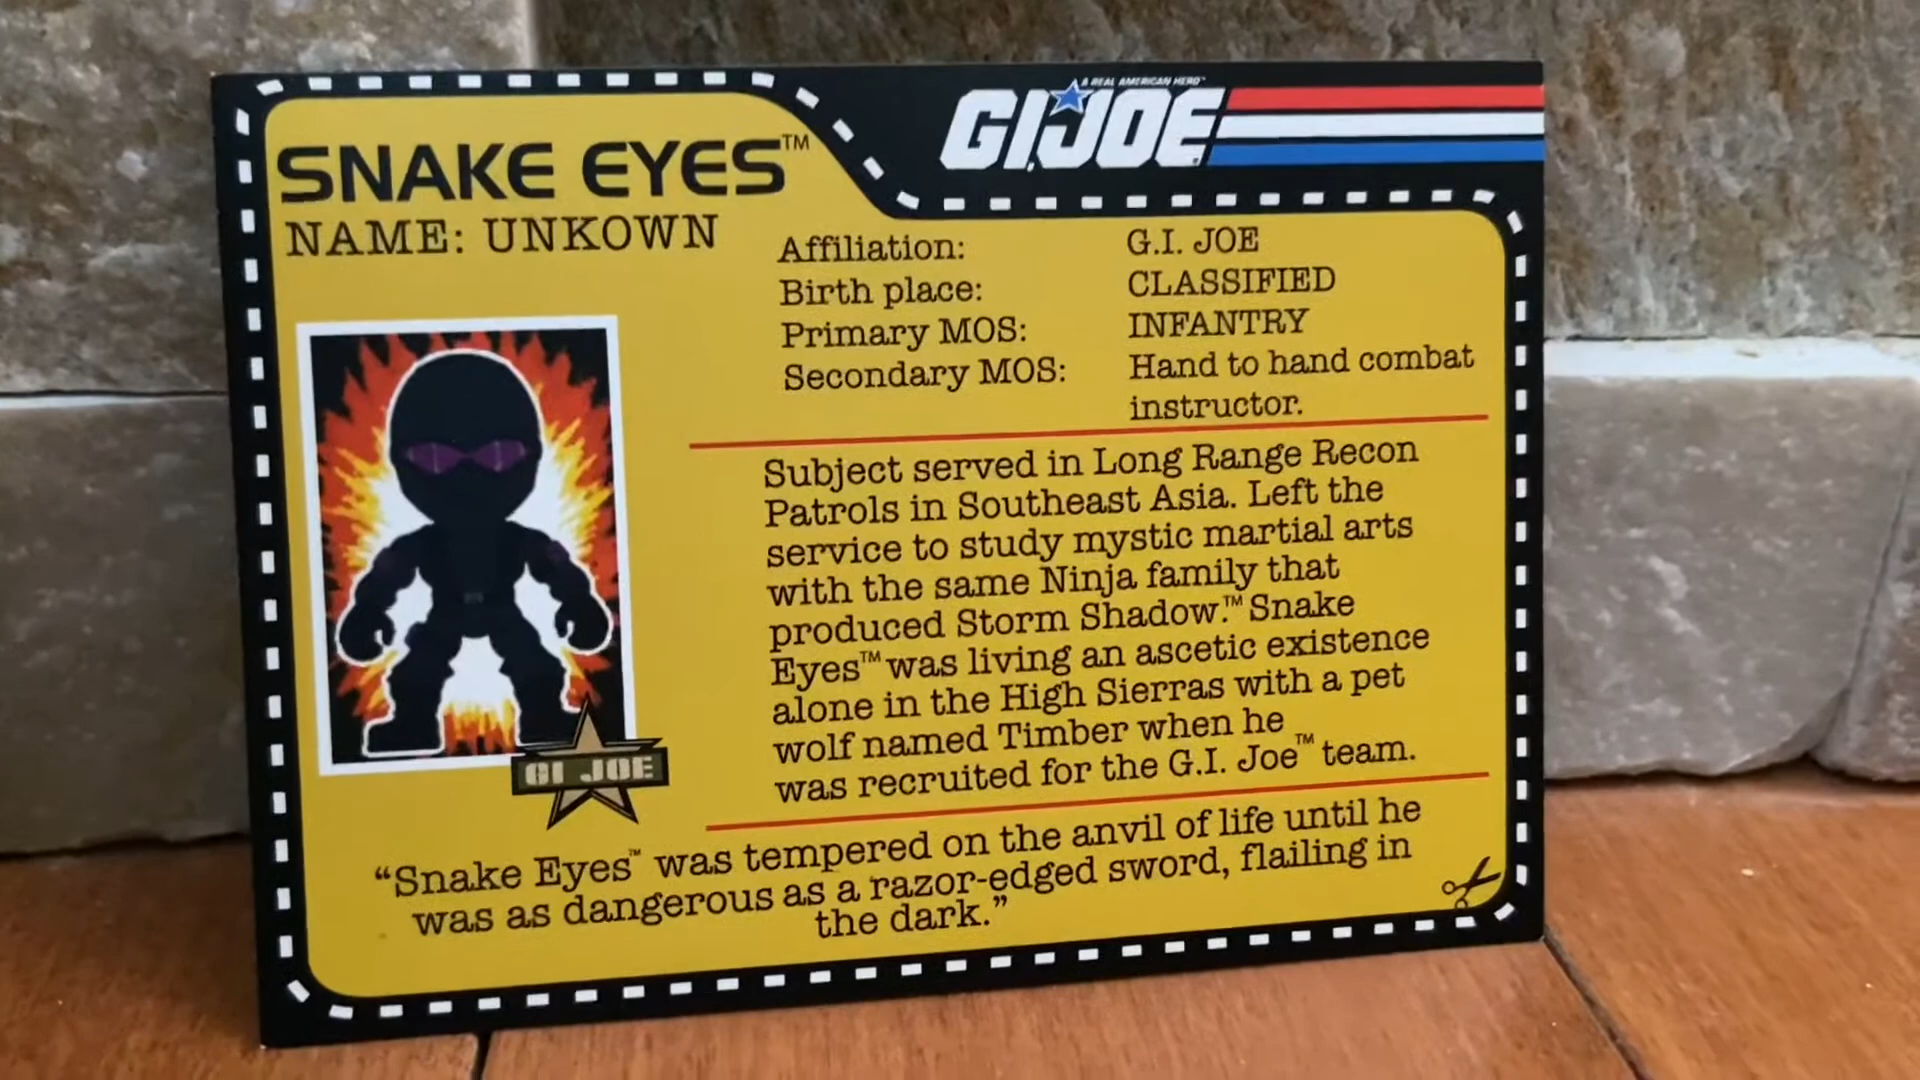 A REAL AMERICAN HERO™
G.I.JOE
SNAKE EYES™
NAME: UNKOWN
Affiliation: G.I. JOE
Birth place: CLASSIFIED
Primary MOS: INFANTRY
Secondary MOS: Hand to hand combat
instructor.
Subject served in Long Range Recon
Patrols in Southeast Asia. Left the
service to study mystic martial arts
with the same Ninja family that
produced Storm Shadow.™ Snake
Eyes™ was living an ascetic existence
alone in the High Sierras with a pet
wolf named Timber when he
was recruited for the G.I. Joe™ team.
GI JOE
“Snake Eyes™ was tempered on the anvil of life until he
was as dangerous as a razor-edged sword, flailing in
the dark.”